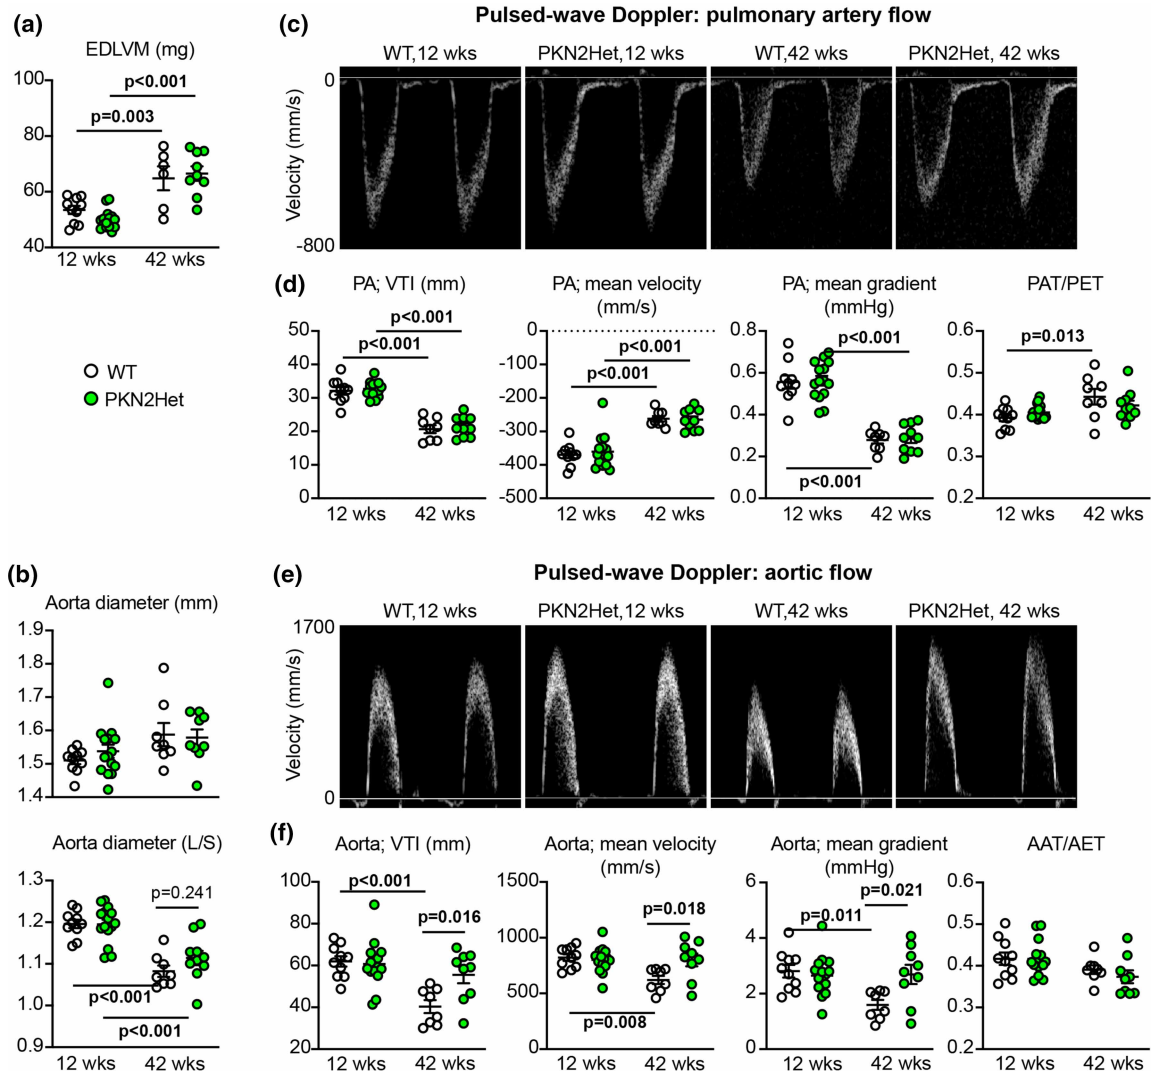 (a)
EDLVM (mg)
100
80
60
40
p<0.001
p=0.003
12 wks
42 wks
WT
PKN2Het
(b)
Aorta diameter (mm)
1.9
1.8
1.7
1.6
1.5
1.4
Aorta diameter (L/S)
1.3
1.2
1.1
1.0
0.9
p=0.241
p<0.001
p<0.001
12 wks
42 wks
(c)
Pulsed-wave Doppler: pulmonary artery flow
WT,12 wks
PKN2Het,12 wks
WT,42 wks
PKN2Het, 42 wks
Velocity (mm/s)
0
-800
(d)
PA; VTI (mm)
50
40
30
20
10
0
p<0.001
p<0.001
12 wks
42 wks
PA; mean velocity
(mm/s)
0
-100
-200
-300
-400
-500
p<0.001
p<0.001
12 wks
42 wks
PA; mean gradient
(mmHg)
0.8
0.6
0.4
0.2
0.0
p<0.001
p<0.001
12 wks
42 wks
PAT/PET
0.6
0.5
0.4
0.3
0.2
p=0.013
12 wks
42 wks
(e)
Pulsed-wave Doppler: aortic flow
WT,12 wks
PKN2Het,12 wks
WT,42 wks
PKN2Het, 42 wks
Velocity (mm/s)
1700
0
(f)
Aorta; VTI (mm)
100
80
60
40
20
p<0.001
p=0.016
12 wks
42 wks
Aorta; mean velocity
(mm/s)
1500
1000
500
0
p=0.018
p=0.008
12 wks
42 wks
Aorta; mean gradient
(mmHg)
6
4
2
0
p=0.021
p=0.011
12 wks
42 wks
AAT/AET
0.6
0.5
0.4
0.3
0.2
12 wks
42 wks